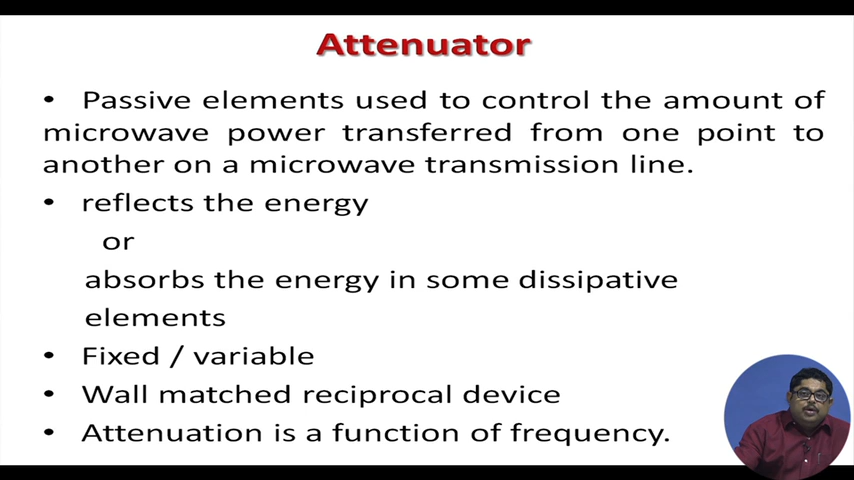 Attenuator
• Passive elements used to control the amount of
microwave power transferred from one point to
another on a microwave transmission line.
• reflects the energy
or
absorbs the energy in some dissipative
elements
• Fixed / variable
• Wall matched reciprocal device
• Attenuation is a function of frequency.